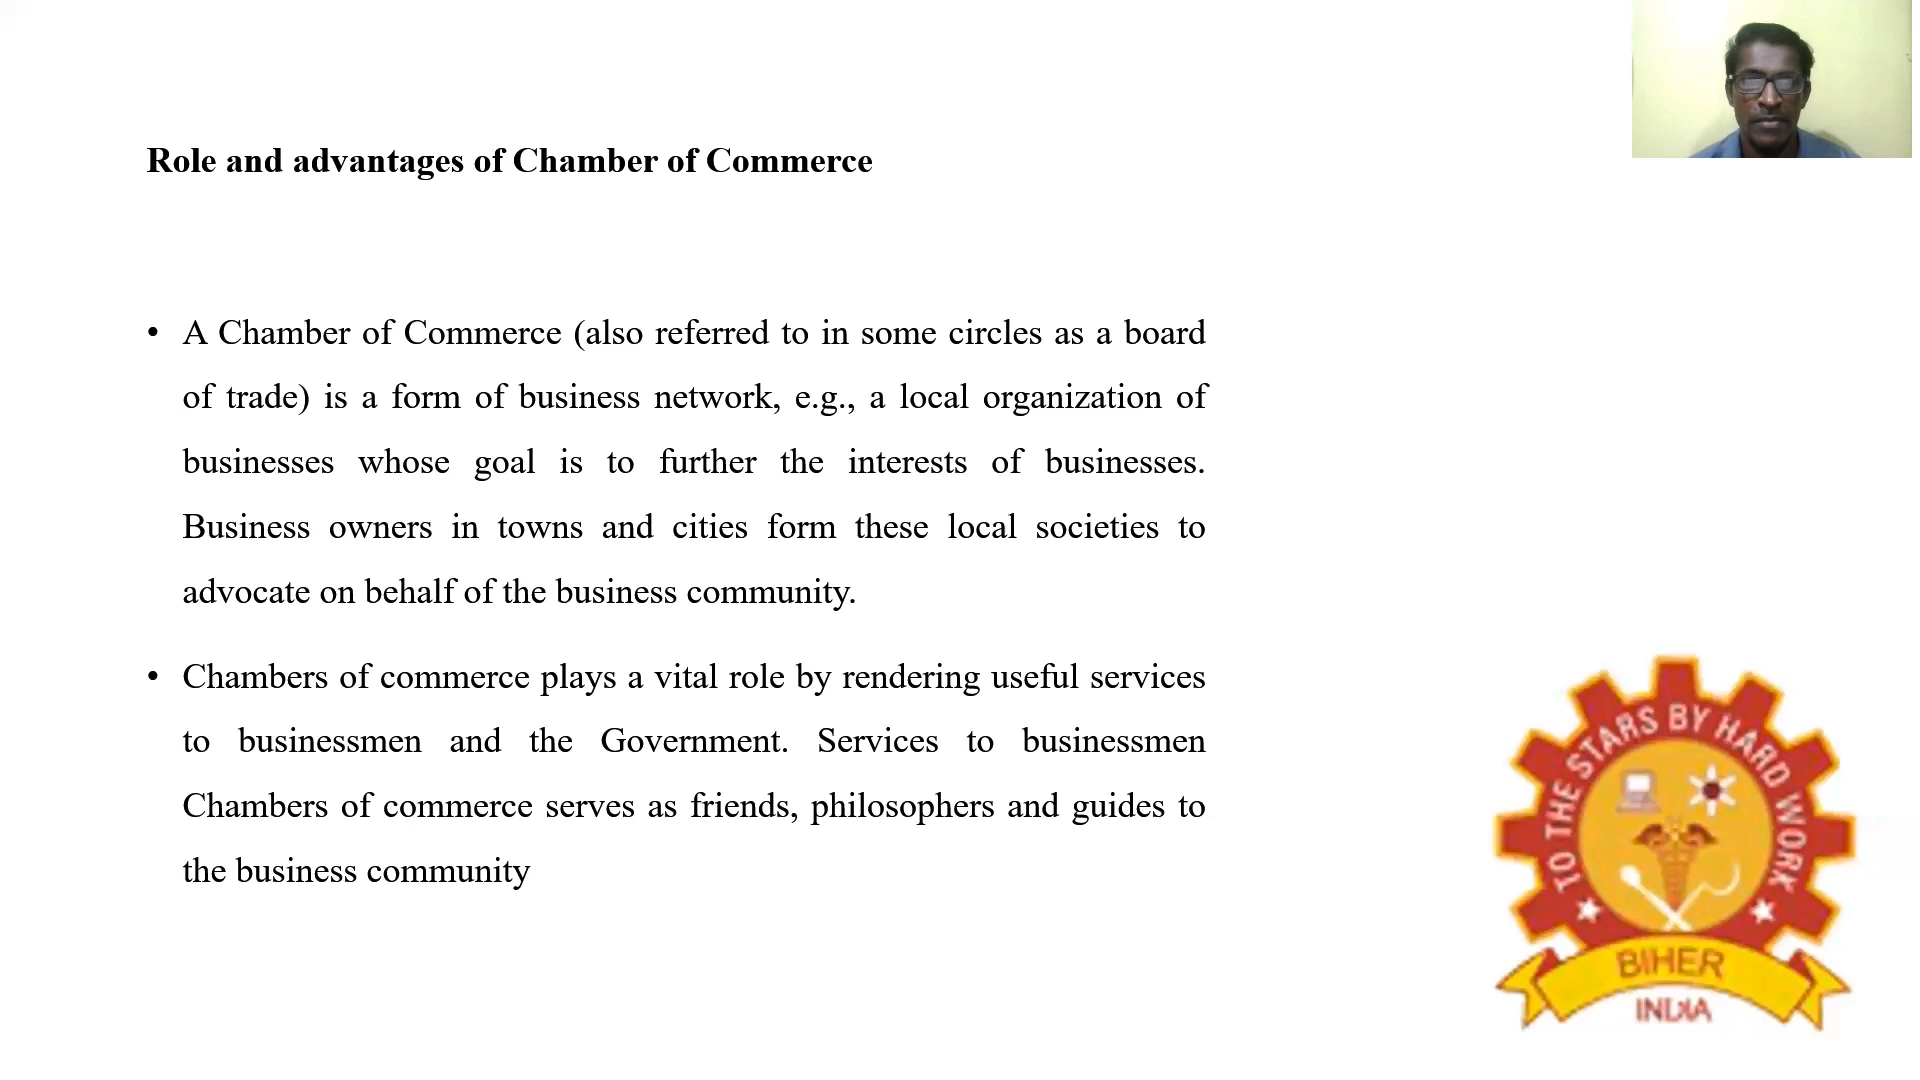 Role and advantages of Chamber of Commerce
• A Chamber of Commerce (also referred to in some circles as a board
of trade) is a form of business network, e.g., a local organization of
businesses whose goal is to further the interests of businesses.
Business owners in towns and cities form these local societies to
advocate on behalf of the business community.
• Chambers of commerce plays a vital role by rendering useful services
to businessmen and the Government. Services to businessmen
Chambers of commerce serves as friends, philosophers and guides to
the business community
TO THE STARS BY HARD WORK
BIHER
INDIA